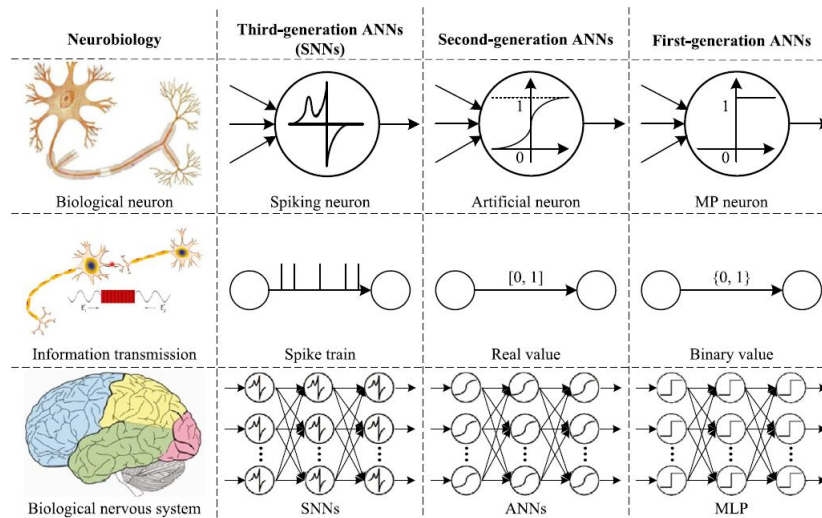 Neurobiology
Third-generation ANNs
(SNNs)
Second-generation ANNs
First-generation ANNs
1
0
1
0
Biological neuron
Spiking neuron
Artificial neuron
MP neuron
[0, 1]
{0, 1}
Information transmission
Spike train
Real value
Binary value
Biological nervous system
SNNs
ANNs
MLP